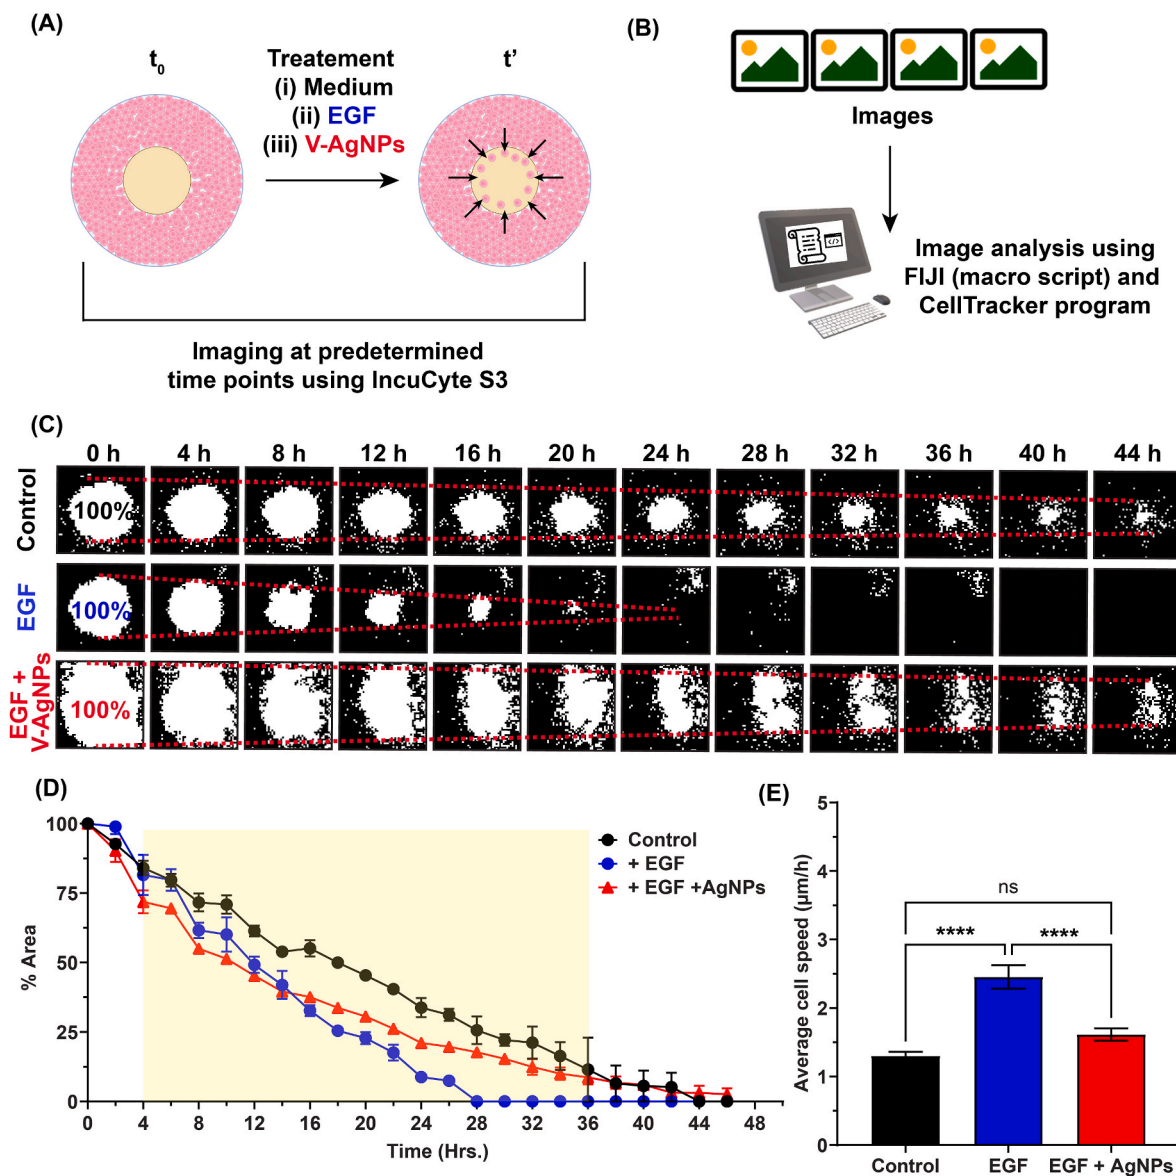 (A)
t0
Treatement
(i) Medium
(ii) EGF
(iii) V-AgNPs
t’
Imaging at predetermined
time points using IncuCyte S3
(B)
Images
Image analysis using
FIJI (macro script) and
CellTracker program
(C)
0 h 4 h 8 h 12 h 16 h 20 h 24 h 28 h 32 h 36 h 40 h 44 h
Control
100%
EGF
100%
EGF +
V-AgNPs
100%
(D)
% Area
100
75
50
25
0
0 4 8 12 16 20 24 28 32 36 40 44 48
Time (Hrs.)
Control
+ EGF
+ EGF +AgNPs
(E)
Average cell speed (µm/h)
5
4
3
2
1
0
ns
**** ****
Control EGF EGF + AgNPs